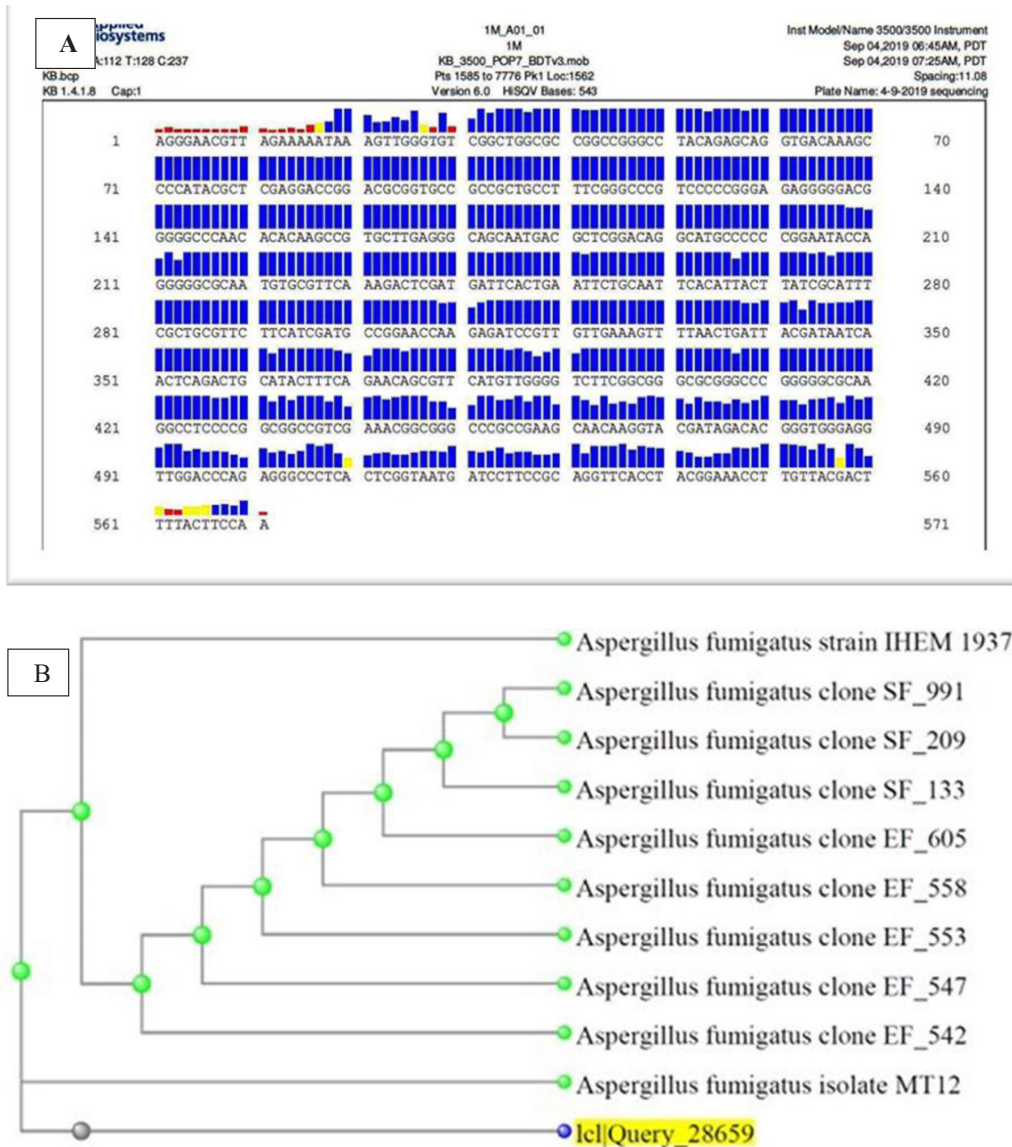 A
Applied
iosystems
A:112 T:128 C:237
KB.bcp
KB 1.4.1.8 Cap:1
1M_A01_01
1M
KB_3500_POP7_BDTv3.mob
Pts 1585 to 7776 Pk1 Loc:1562
Version 6.0 HiSQV Bases: 543
Inst Model/Name 3500/3500 Instrument
Sep 04,2019 06:45AM, PDT
Sep 04,2019 07:25AM, PDT
Spacing:11.08
Plate Name: 4-9-2019 sequencing
1 AGGGAACGTT AGAAAAATAA AGTTGGGTGT CGGCTGGCGC CGGCCGGGCC TACAGAGCAG GTGACAAAGC 70
71 CCCATACGCT CGAGGACCGG ACGCGGTGCC GCCGCTGCCT TTCGGGCCCG TCCCCCGGGA GAGGGGGACG 140
141 GGGGCCCAAC ACACAAGCCG TGCTTGAGGG CAGCAATGAC GCTCGGACAG GCATGCCCCC CGGAATACCA 210
211 GGGGGCGCAA TGTGCGTTCA AAGACTCGAT GATTCACTGA ATTCTGCAAT TCACATTACT TATCGCATTT 280
281 CGCTGCGTTC TTCATCGATG CCGGAACCAA GAGATCCGTT GTTGAAAGTT TTAACTGATT ACGATAATCA 350
351 ACTCAGACTG CATACTTTCA GAACAGCGTT CATGTTGGGG TCTTCGGCGG GCGCGGGCCC GGGGGCGCAA 420
421 GGCCTCCCCG GCGGCCGTCG AAACGGCGGG CCCGCCGAAG CAACAAGGTA CGATAGACAC GGGTGGGAGG 490
491 TTGGACCCAG AGGGCCCTCA CTCGGTAATG ATCCTTCCGC AGGTTCACCT ACGGAAACCT TGTTACGACT 560
561 TTTACTTCCA A 571
B
Aspergillus fumigatus strain IHEM 1937
Aspergillus fumigatus clone SF_991
Aspergillus fumigatus clone SF_209
Aspergillus fumigatus clone SF_133
Aspergillus fumigatus clone EF_605
Aspergillus fumigatus clone EF_558
Aspergillus fumigatus clone EF_553
Aspergillus fumigatus clone EF_547
Aspergillus fumigatus clone EF_542
Aspergillus fumigatus isolate MT12
lcl|Query_28659